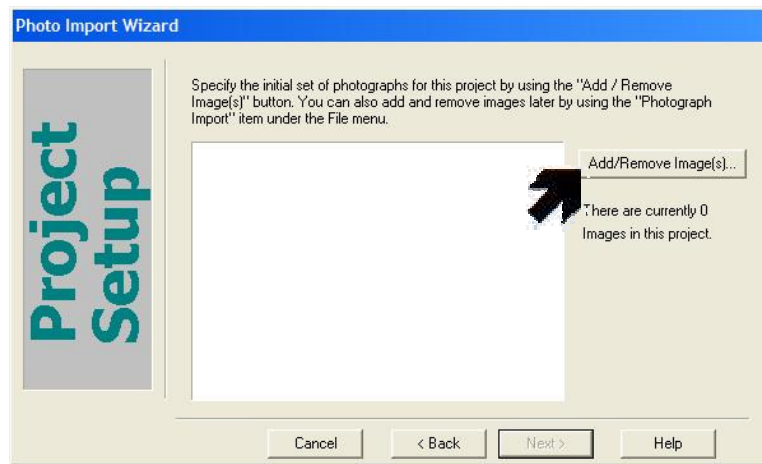 Photo Import Wizard
Project
Setup
Specify the initial set of photographs for this project by using the "Add / Remove
Image(s)" button. You can also add and remove images later by using the "Photograph
Import" item under the File menu.
Add/Remove Image(s)...
There are currently 0
Images in this project.
Cancel
< Back
Next >
Help